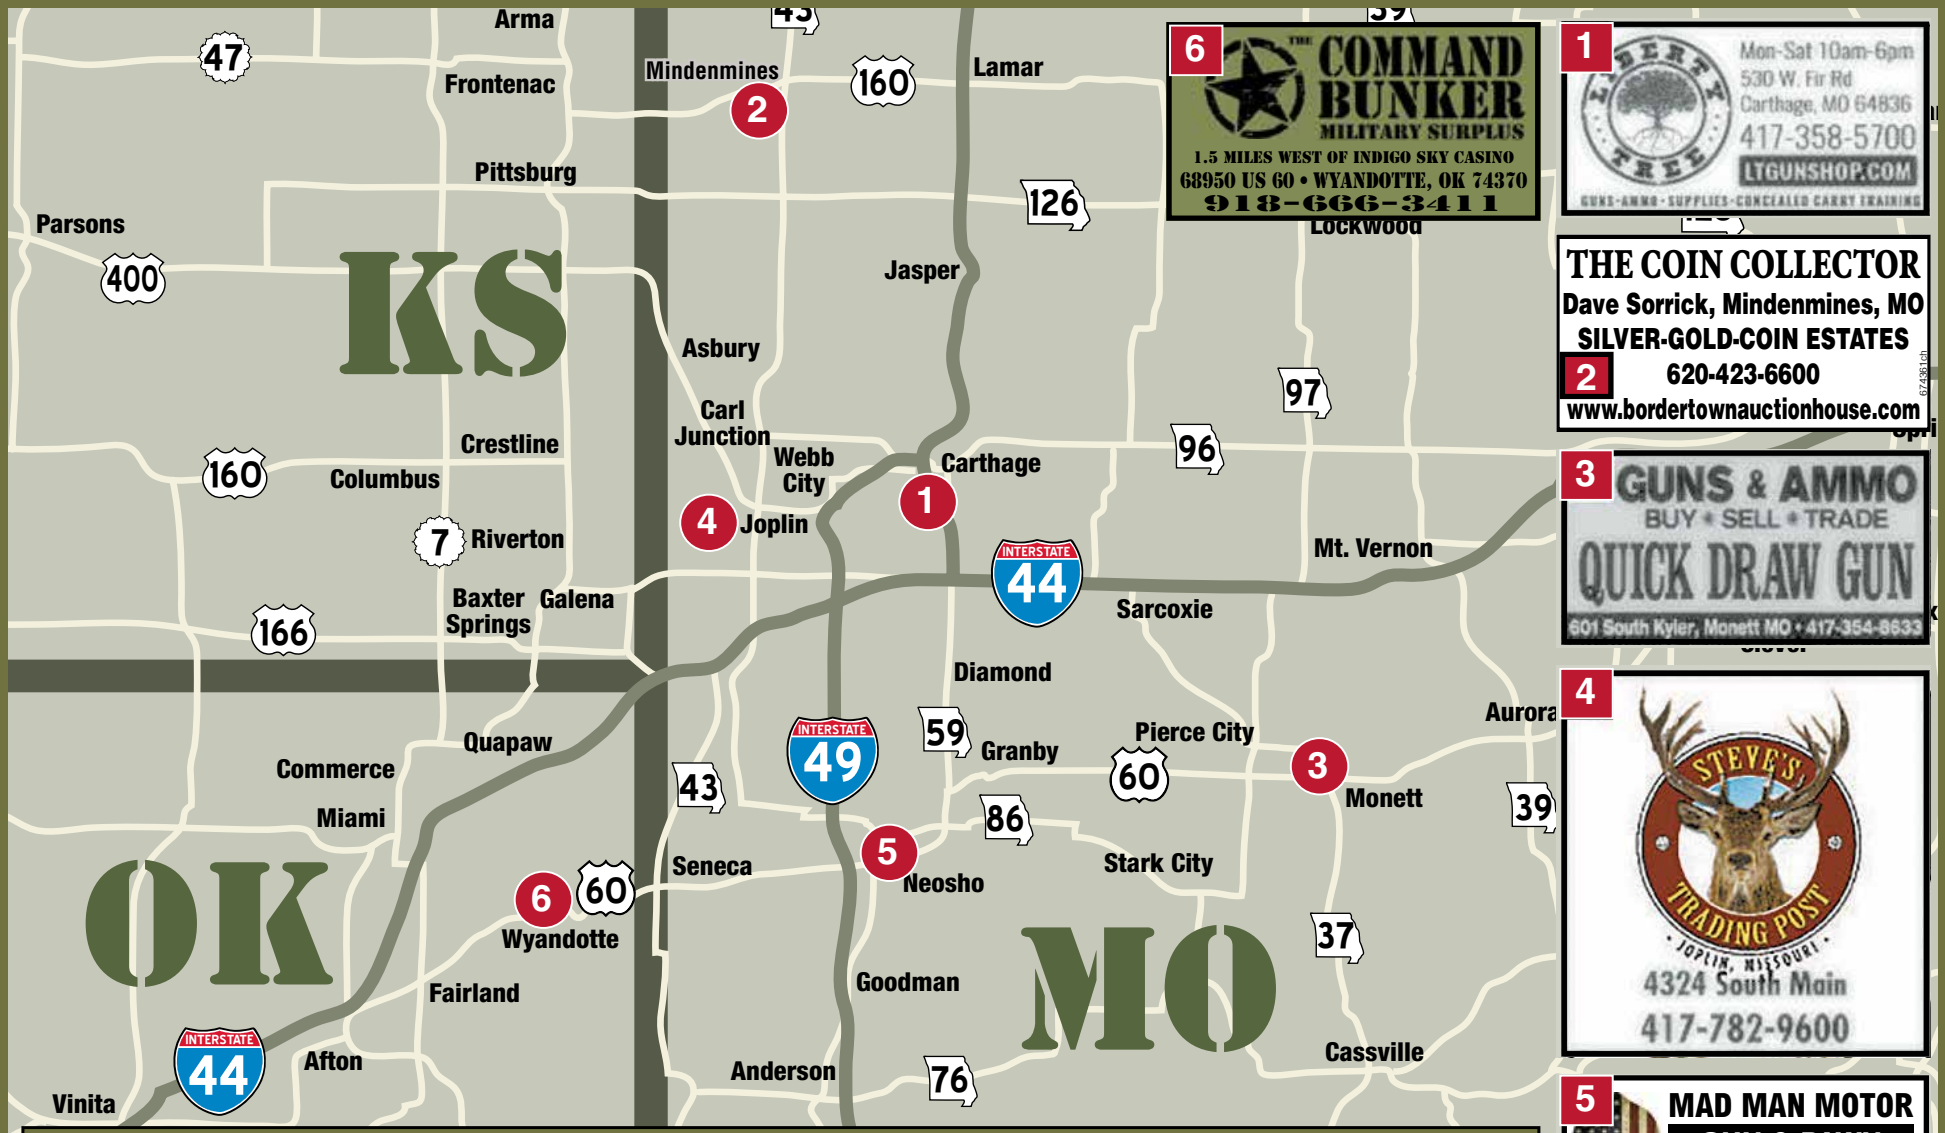 Arma
43
39
47
Mindenmines
Frontenac
160
Lamar
2
Pittsburg
126
Parsons
400
KS
Jasper
Lockwood
Asbury
97
Carl
Junction
Crestline
Webb
City
96
160
Columbus
Carthage
1
4
Joplin
7
Riverton
Mt. Vernon
INTERSTATE
44
Baxter
Springs
Galena
Sarcoxie
166
Diamond
59
Aurora
Quapaw
INTERSTATE
49
Granby
Pierce City
Commerce
60
3
43
Monett
39
Miami
86
5
Seneca
Stark City
OK
6
60
Neosho
Wyandotte
37
MO
Fairland
Goodman
INTERSTATE
44
Afton
Anderson
76
Cassville
Vinita
6
THE COMMAND
BUNKER
MILITARY SURPLUS
1.5 MILES WEST OF INDIGO SKY CASINO
68950 US 60 • WYANDOTTE, OK 74370
918-666-3411
1
LIBERTY
TREE
Mon-Sat 10am-6pm
530 W. Fir Rd
Carthage, MO 64836
417-358-5700
LTGUNSHOP.COM
GUNS-AMMO-SUPPLIES-CONCEALED CARRY TRAINING
THE COIN COLLECTOR
Dave Sorrick, Mindenmines, MO
SILVER-GOLD-COIN ESTATES
2
620-423-6600
www.bordertownauctionhouse.com
674361ch
3
GUNS & AMMO
BUY * SELL * TRADE
QUICK DRAW GUN
601 South Kyler, Monett MO • 417-354-8633
4
STEVE'S
TRADING POST
• JOPLIN, MISSOURI •
4324 South Main
417-782-9600
5
MAD MAN MOTOR